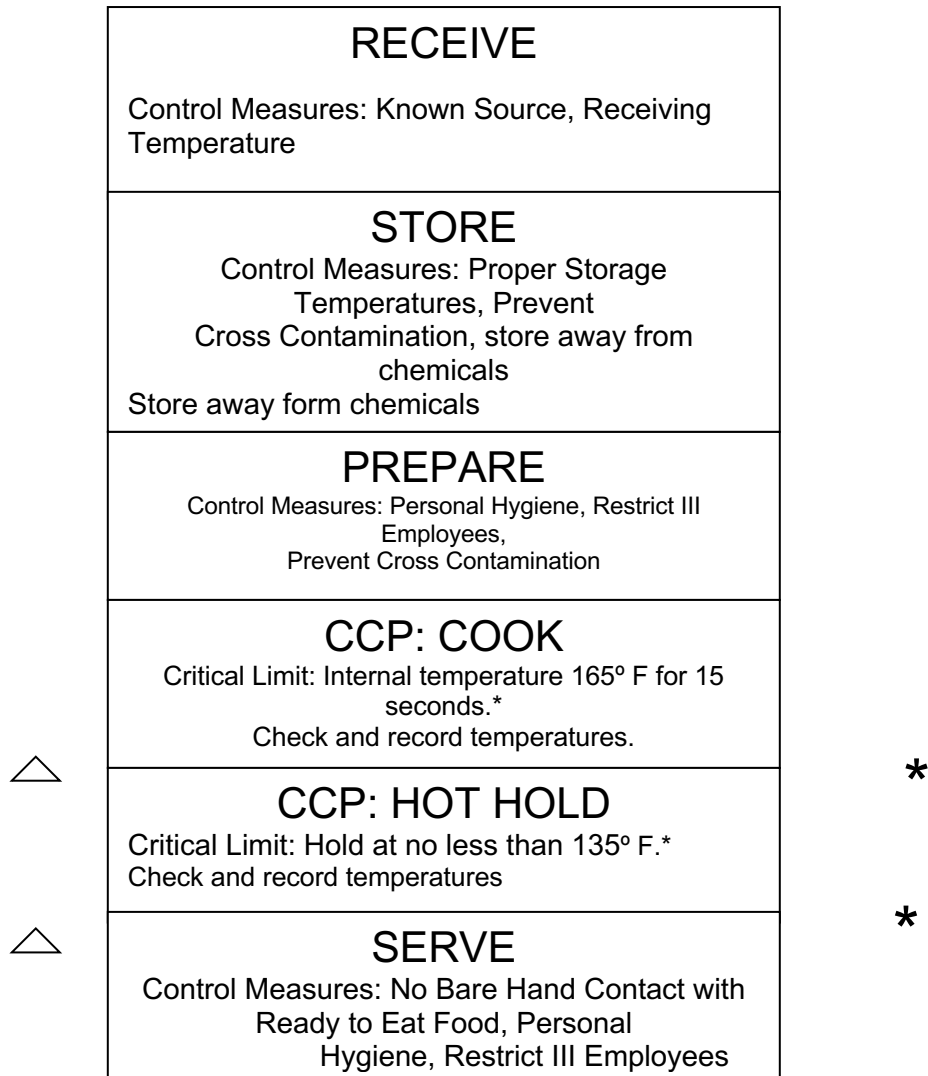 RECEIVE
Control Measures: Known Source, Receiving
Temperature
STORE
Control Measures: Proper Storage
Temperatures, Prevent
Cross Contamination, store away from
chemicals
Store away form chemicals
PREPARE
Control Measures: Personal Hygiene, Restrict Ill
Employees,
Prevent Cross Contamination
CCP: COOK
Critical Limit: Internal temperature 165º F for 15
seconds.*
Check and record temperatures.
*
CCP: HOT HOLD
Critical Limit: Hold at no less than 135º F.*
Check and record temperatures
*
SERVE
Control Measures: No Bare Hand Contact with
Ready to Eat Food, Personal
Hygiene, Restrict Ill Employees